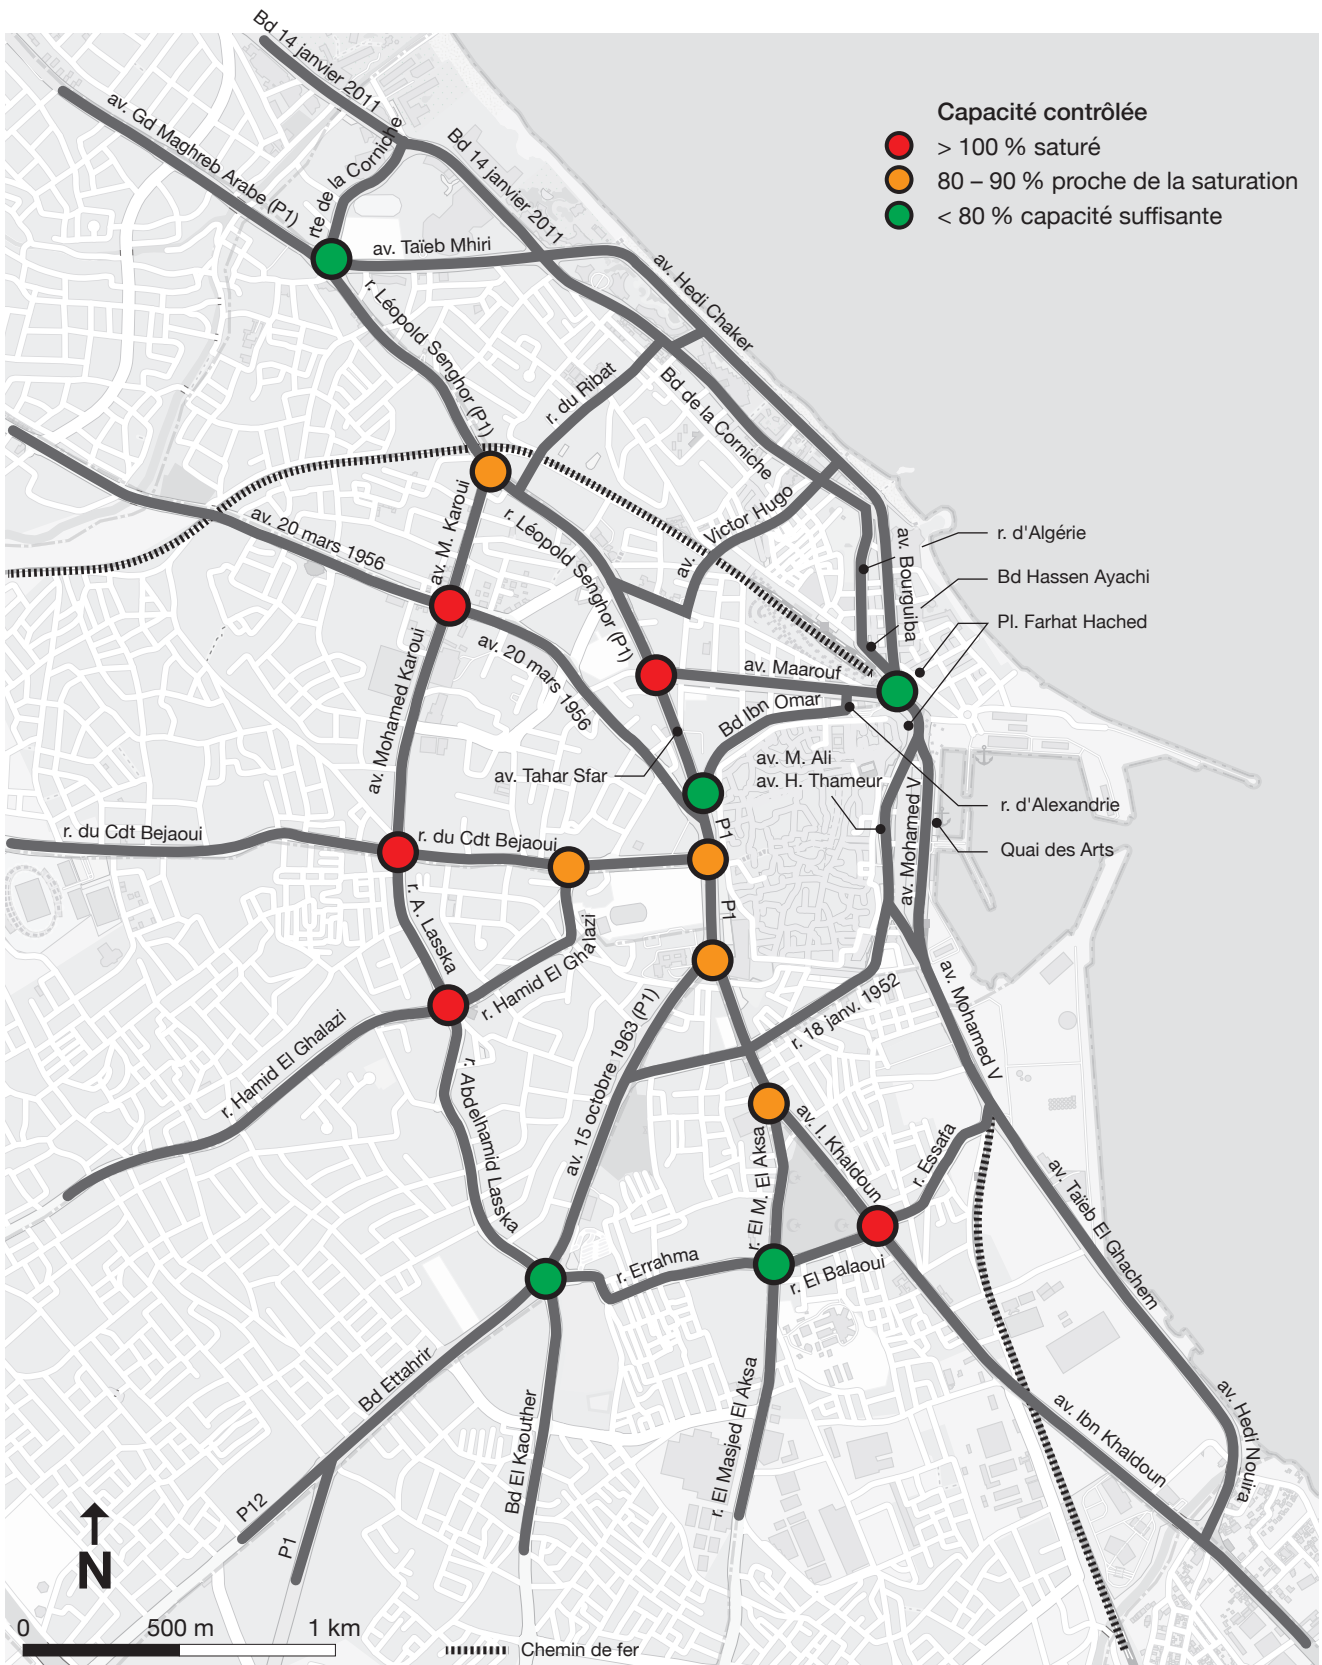 Bd 14 janvier 2011
av. Gd Maghreb Arabe (P1)
rte de la Corniche
Bd 14 janvier 2011
Capacité contrôlée
> 100 % saturé
80 – 90 % proche de la saturation
< 80 % capacité suffisante
av. Taïeb Mhiri
av. Hedi Chaker
r. Léopold Senghor (P1)
r. du Ribat
Bd de la Corniche
av. M. Karoui
av. 20 mars 1956
r. Léopold Senghor (P1)
av. Victor Hugo
av. Bourguiba
r. d'Algérie
Bd Hassen Ayachi
Pl. Farhat Hached
av. Mohamed Karoui
av. 20 mars 1956
av. Maarouf
Bd Ibn Omar
av. Tahar Sfar
av. M. Ali
av. H. Thameur
r. d'Alexandrie
Quai des Arts
av. Mohamed V
r. du Cdt Bejaoui
r. du Cdt Bejaoui
P1
P1
r. A. Lasska
r. Hamid El Ghalazi
r. Hamid El Ghalazi
av. 15 octobre 1963 (P1)
r. 18 janv. 1952
av. Mohamed V
r. Abdelhamid Lasska
r. El M. El Aksa
av. I. Khaldoun
r. Essafa
av. Taïeb El Ghachem
r. Errahma
r. El Balaoui
Bd Ettahrir
Bd El Kaouther
r. El Masjed El Aksa
av. Ibn Khaldoun
av. Hedi Nouira
P12
P1
N
0 500 m 1 km
Chemin de fer